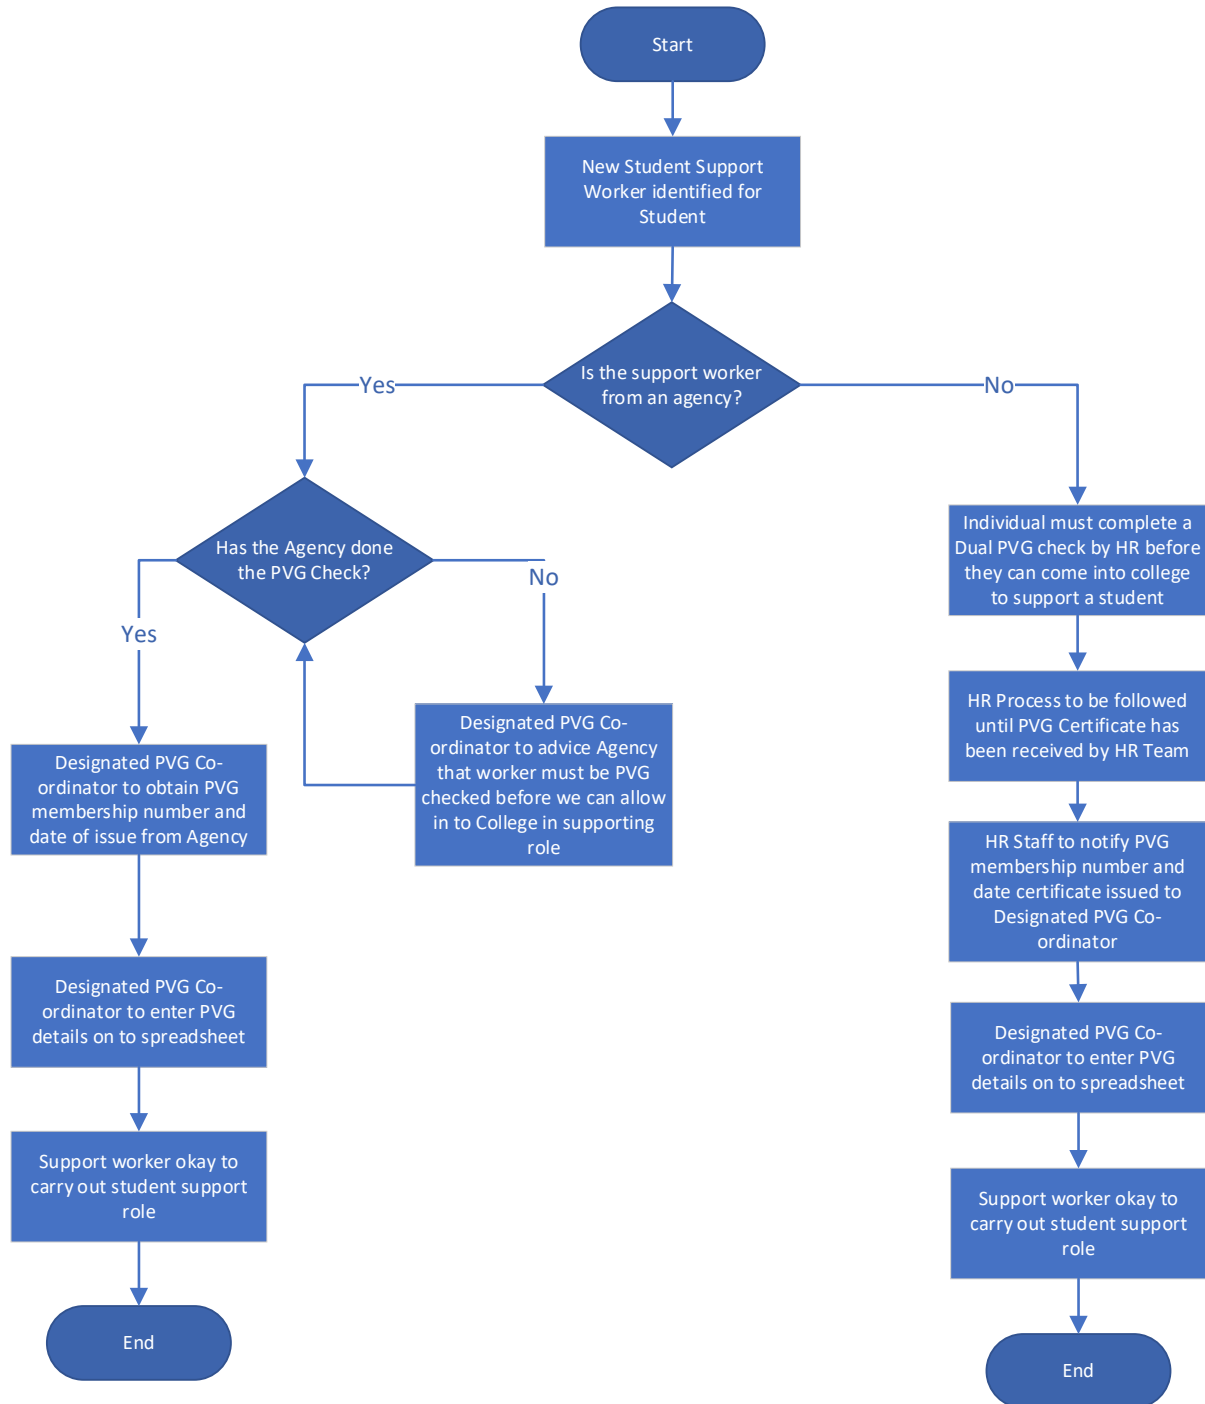 Start
New Student Support
Worker identified for
Student
Is the support worker
from an agency?
Yes
No
Has the Agency done
the PVG Check?
No
Yes
Designated PVG Co-
ordinator to obtain PVG
membership number and
date of issue from Agency
Designated PVG Co-
ordinator to advice Agency
that worker must be PVG
checked before we can allow
in to College in supporting
role
Designated PVG Co-
ordinator to enter PVG
details on to spreadsheet
Support worker okay to
carry out student support
role
End
Individual must complete a
Dual PVG check by HR before
they can come into college
to support a student
HR Process to be followed
until PVG Certificate has
been received by HR Team
HR Staff to notify PVG
membership number and
date certificate issued to
Designated PVG Co-
ordinator
Designated PVG Co-
ordinator to enter PVG
details on to spreadsheet
Support worker okay to
carry out student support
role
End